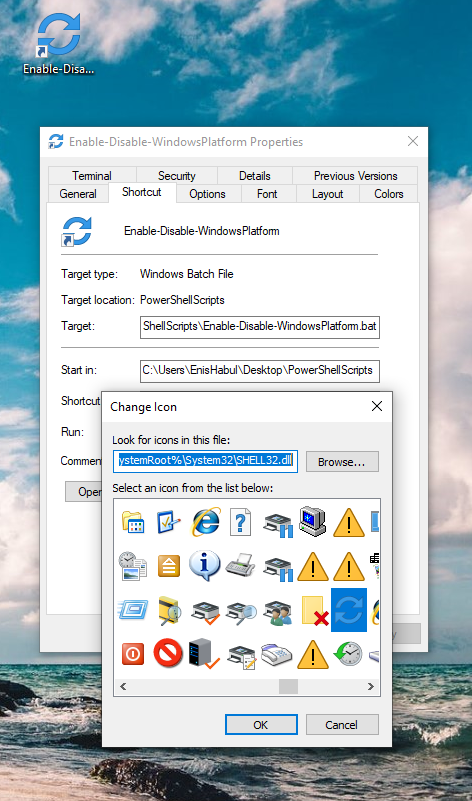 Enable-Disa...
Enable-Disable-WindowsPlatform Properties
Terminal Security Details Previous Versions
General Shortcut Options Font Layout Colors
Enable-Disable-WindowsPlatform
Target type: Windows Batch File
Target location: PowerShellScripts
Target: ShellScripts\Enable-Disable-WindowsPlatform.bat
Start in: C:\Users\EnisHabul\Desktop\PowerShellScripts
Shortcut
Run:
Commen
Open
Change Icon
Look for icons in this file:
ystemRoot%\System32\SHELL32.dll Browse...
Select an icon from the list below:
OK Cancel